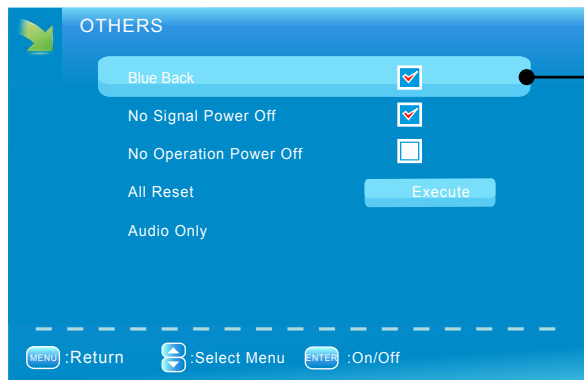 OTHERS
Blue Back
No Signal Power Off
No Operation Power Off
All Reset Execute
Audio Only
MENU :Return :Select Menu ENTER :On/Off